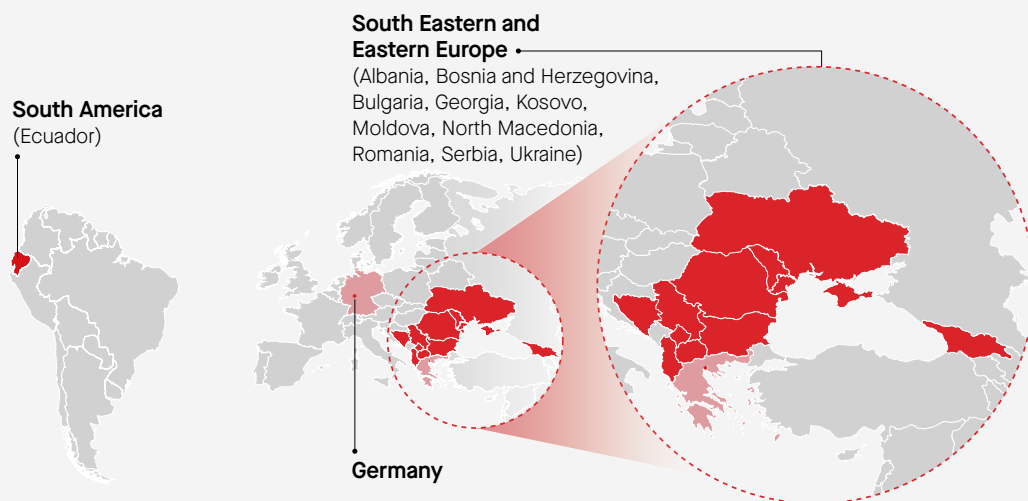 South America
(Ecuador)
South Eastern and
Eastern Europe
(Albania, Bosnia and Herzegovina,
Bulgaria, Georgia, Kosovo,
Moldova, North Macedonia,
Romania, Serbia, Ukraine)
Germany